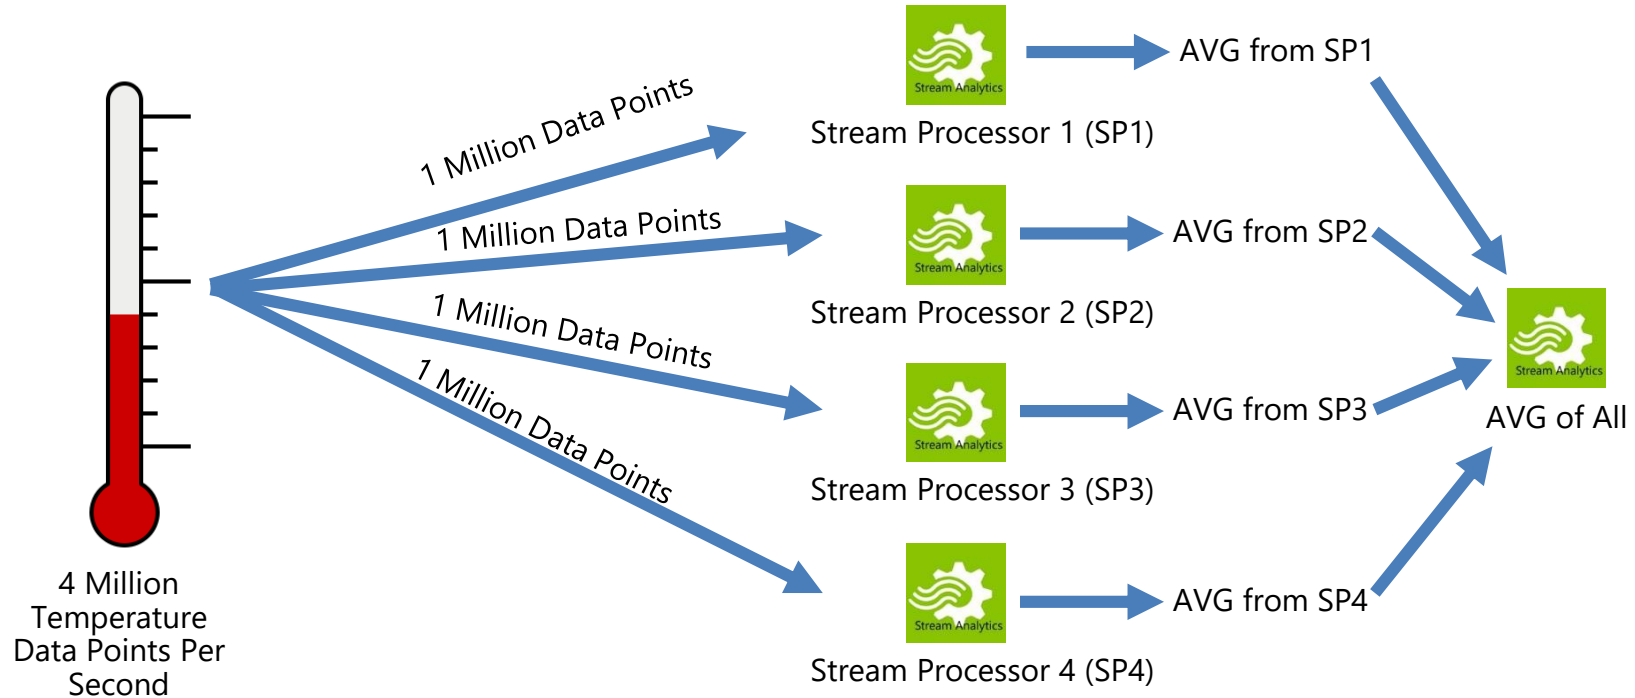 4 Million
Temperature
Data Points Per
Second
1 Million Data Points
1 Million Data Points
1 Million Data Points
1 Million Data Points
Stream Analytics
Stream Processor 1 (SP1)
AVG from SP1
Stream Analytics
Stream Processor 2 (SP2)
AVG from SP2
Stream Analytics
Stream Processor 3 (SP3)
AVG from SP3
Stream Analytics
Stream Processor 4 (SP4)
AVG from SP4
Stream Analytics
AVG of All